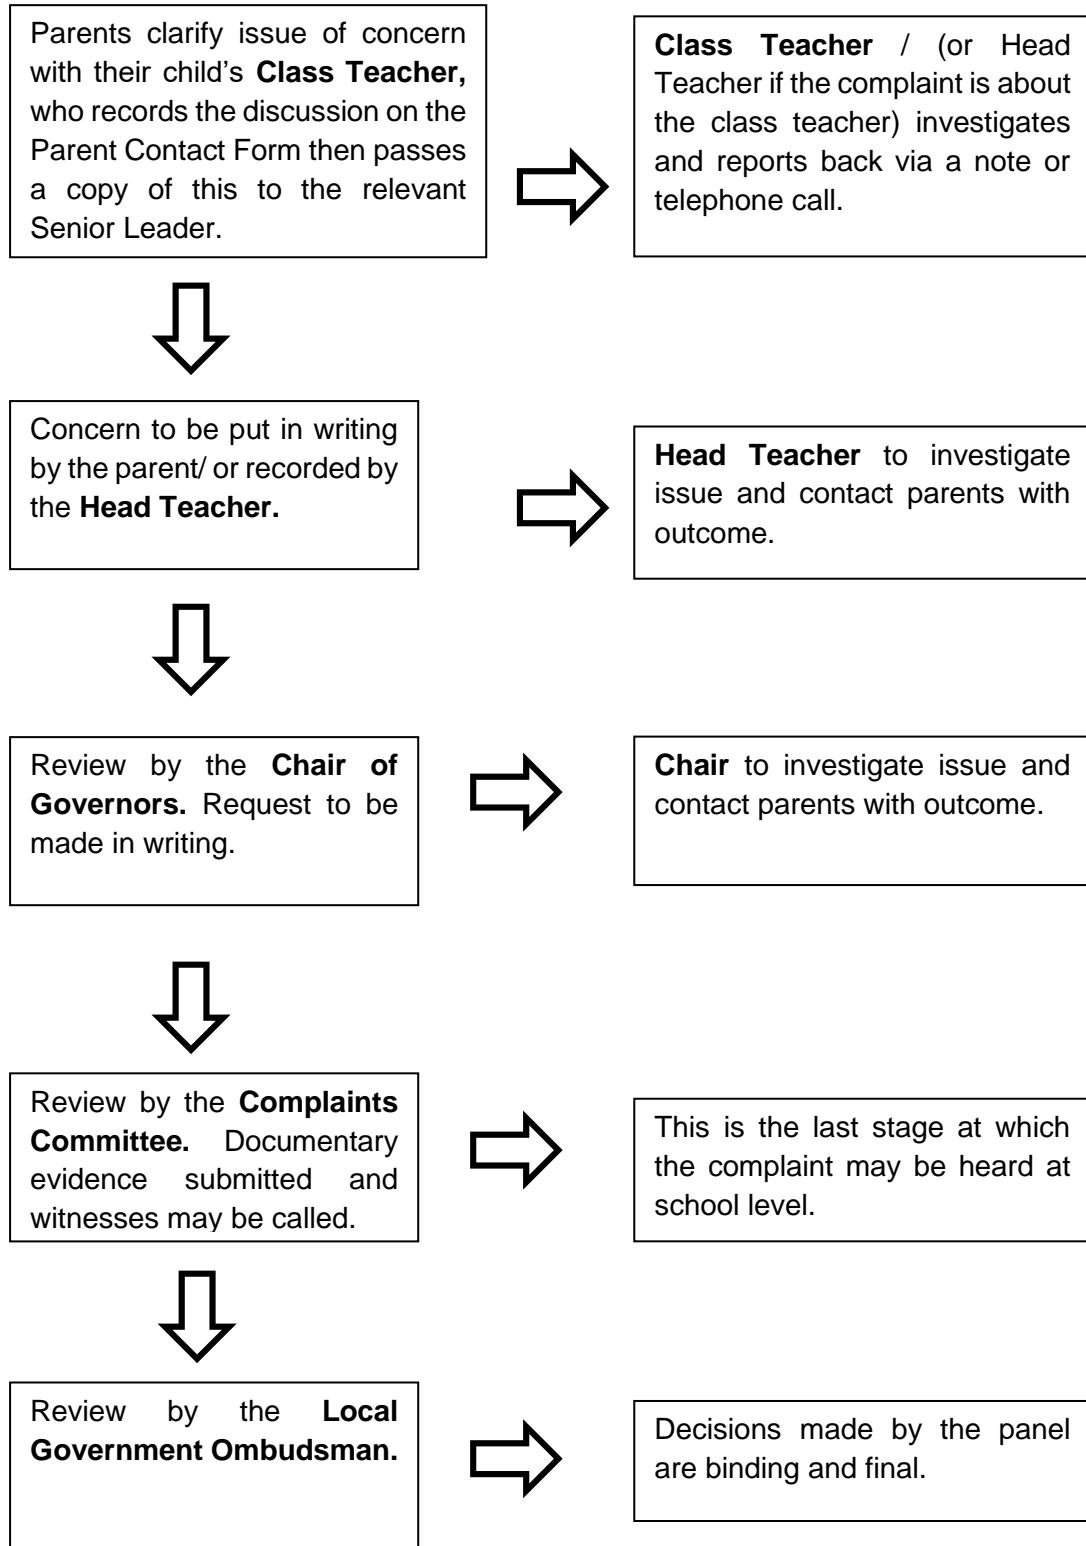 Parents clarify issue of concern
with their child's Class Teacher,
who records the discussion on the
Parent Contact Form then passes
a copy of this to the relevant
Senior Leader.
Class Teacher / (or Head
Teacher if the complaint is about
the class teacher) investigates
and reports back via a note or
telephone call.
Concern to be put in writing
by the parent/ or recorded by
the Head Teacher.
Head Teacher to investigate
issue and contact parents with
outcome.
Review by the Chair of
Governors. Request to be
made in writing.
Chair to investigate issue and
contact parents with outcome.
Review by the Complaints
Committee. Documentary
evidence submitted and
witnesses may be called.
This is the last stage at which
the complaint may be heard at
school level.
Review by the Local
Government Ombudsman.
Decisions made by the panel
are binding and final.